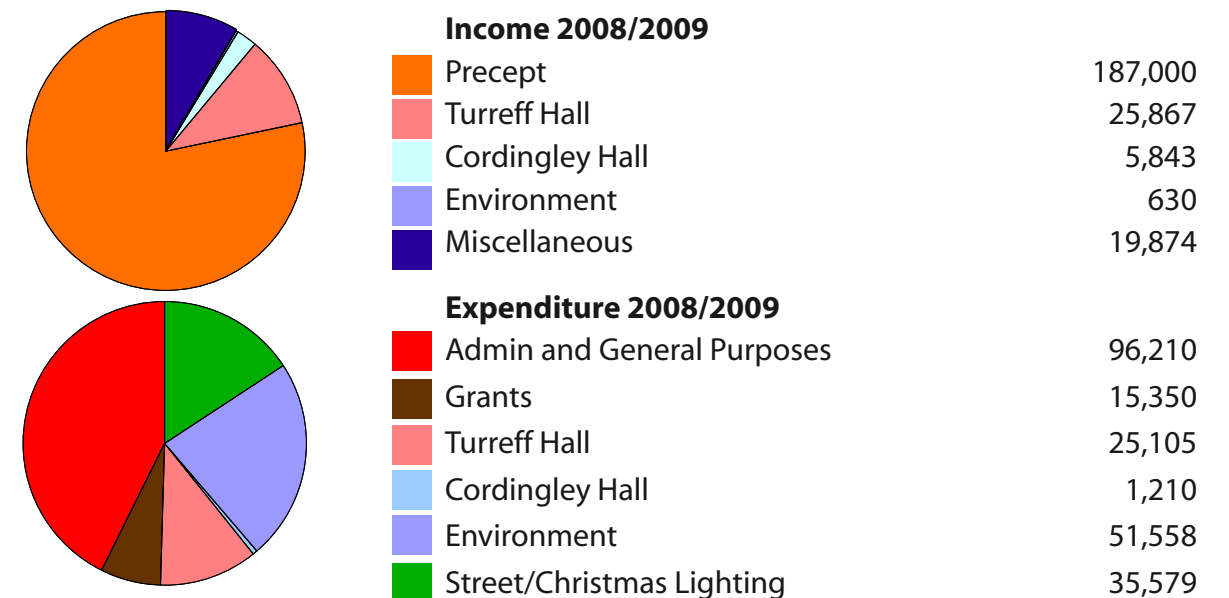 Income 2008/2009
Precept 187,000
Turreff Hall 25,867
Cordingley Hall 5,843
Environment 630
Miscellaneous 19,874
Expenditure 2008/2009
Admin and General Purposes 96,210
Grants 15,350
Turreff Hall 25,105
Cordingley Hall 1,210
Environment 51,558
Street/Christmas Lighting 35,579